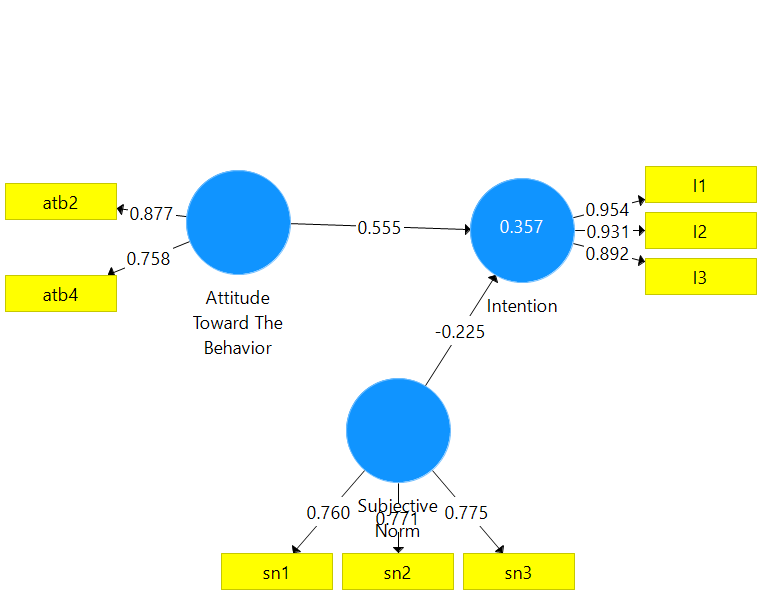 atb2
0.877
0.758
atb4
Attitude
Toward The
Behavior
0.555
0.357
Intention
0.954
0.931
0.892
I1
I2
I3
-0.225
Subjective
Norm
0.760
0.771
0.775
sn1
sn2
sn3